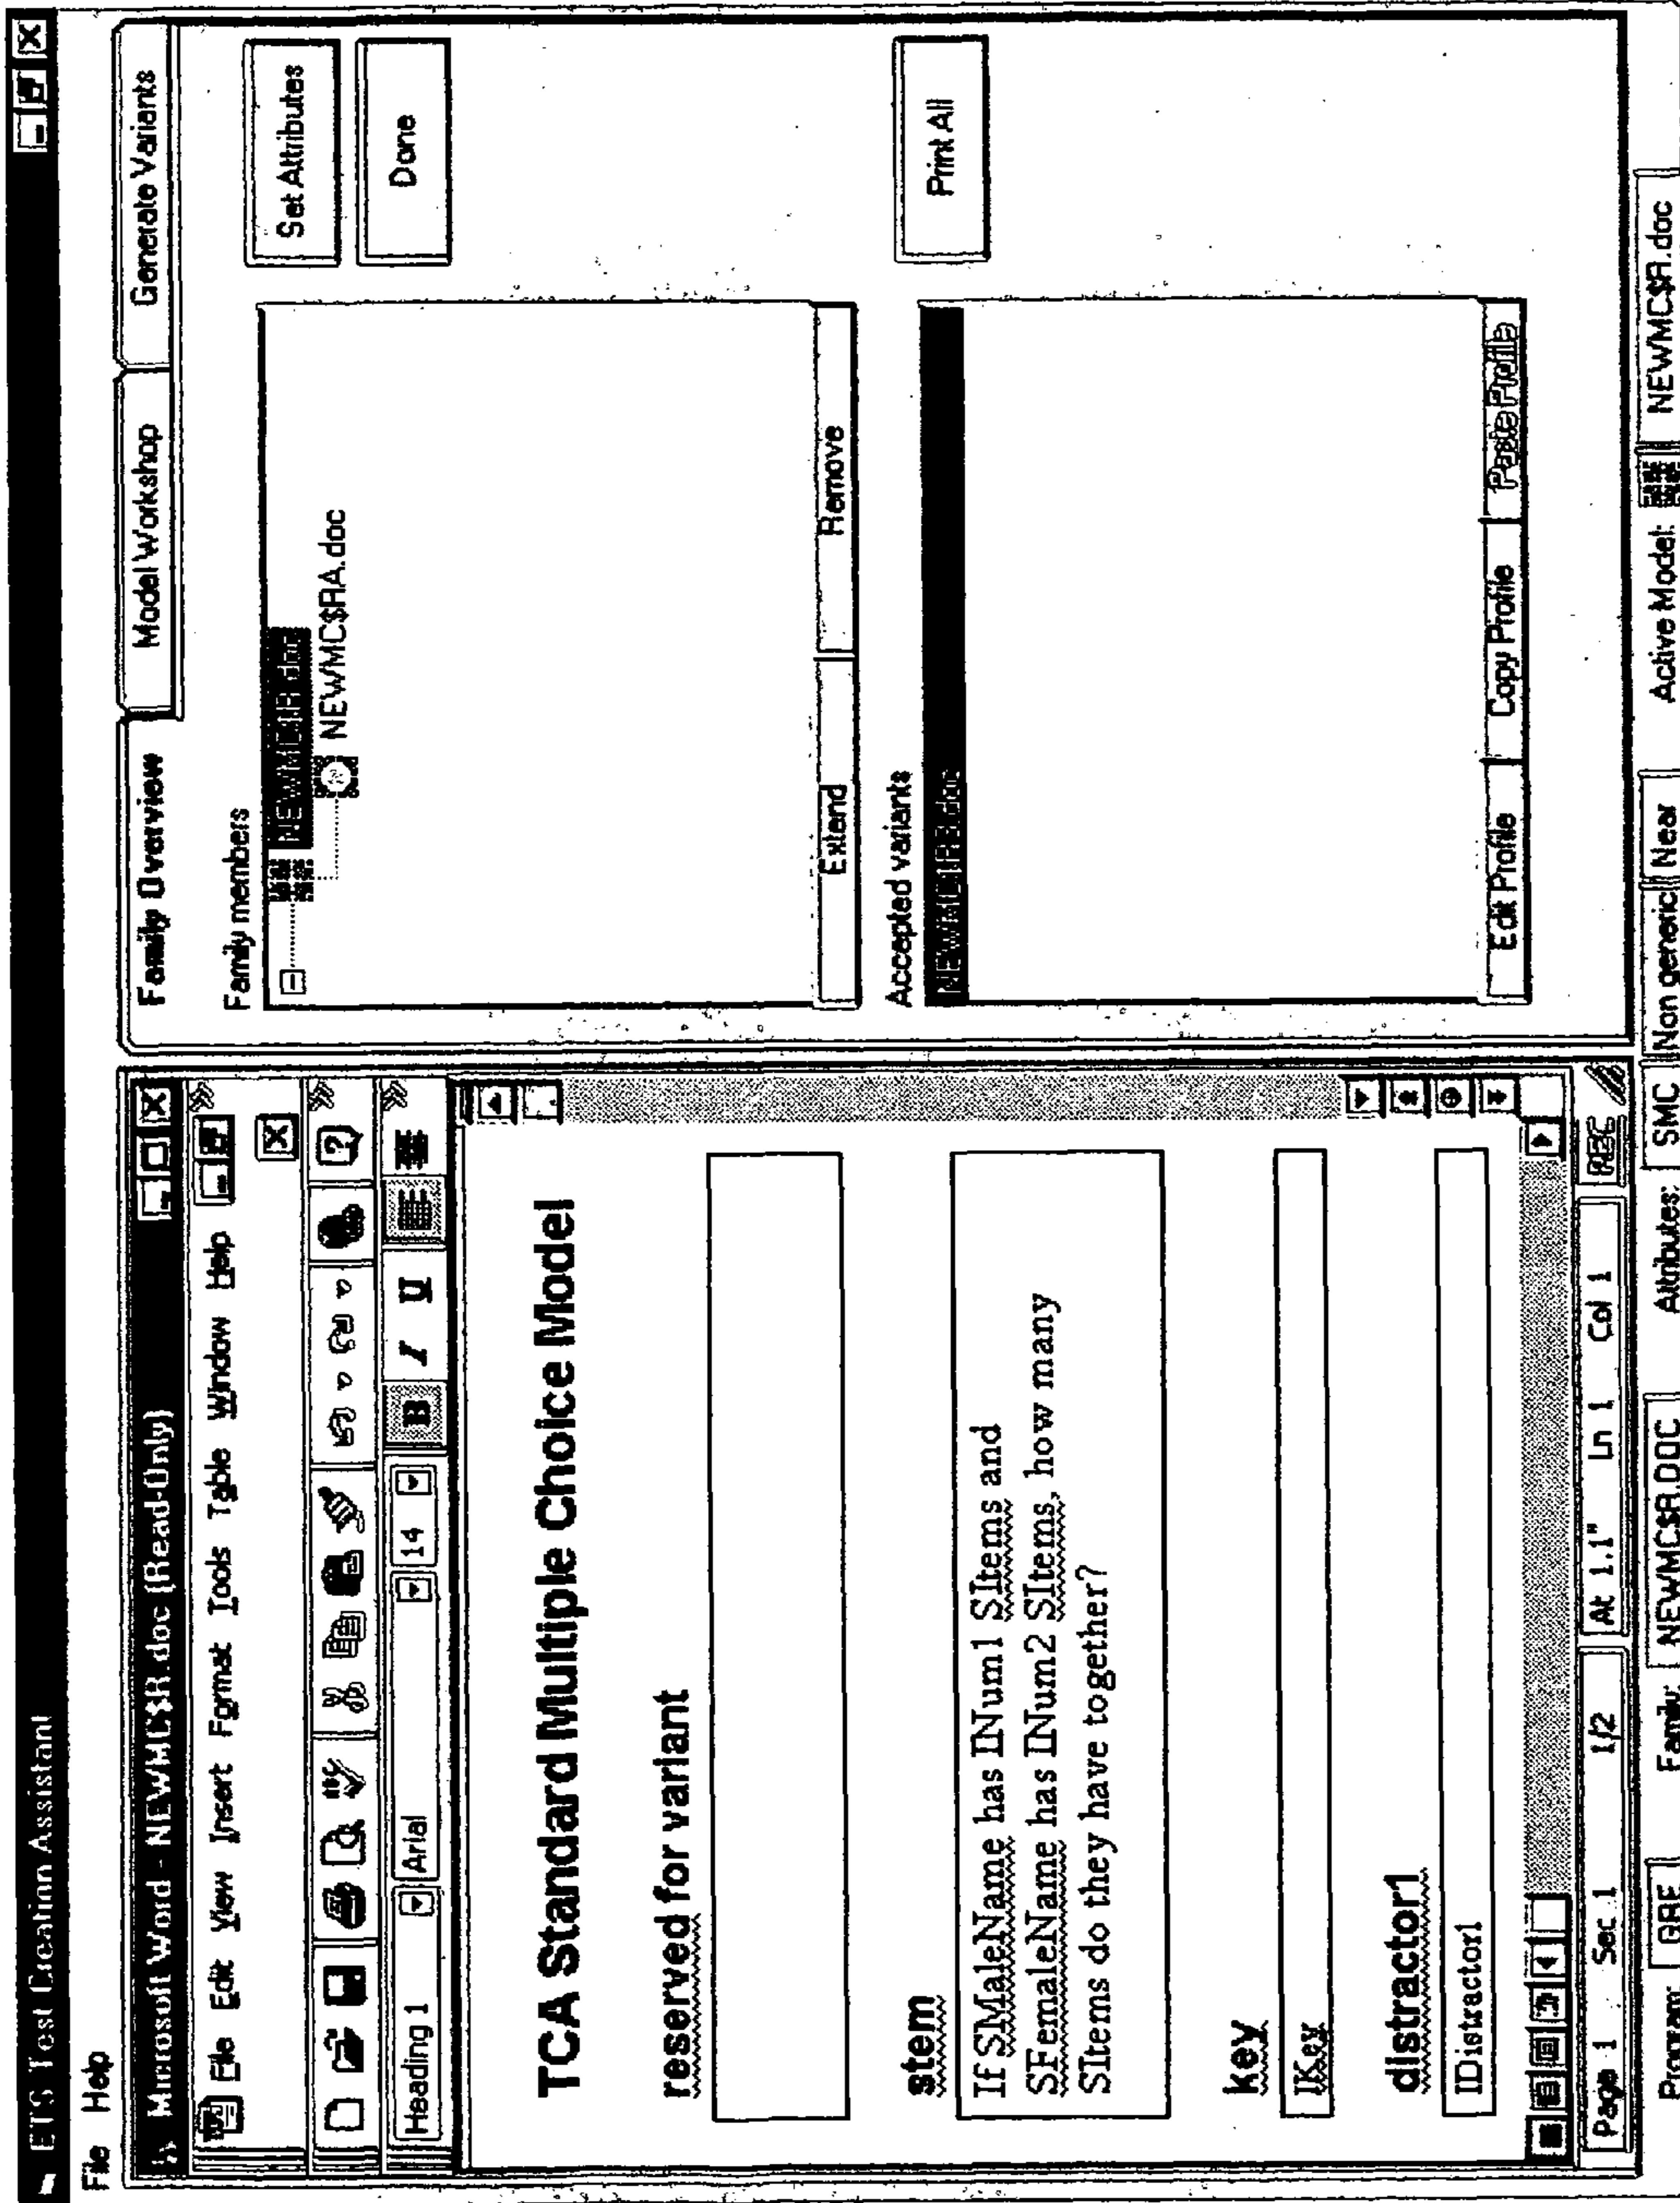 ETS Test Creation Assistant
File Help
Microsoft Word - NEWMC$R.doc (Read-Only)
File Edit View Insert Format Tools Table Window Help
Heading 1 Arial 14 B I U
TCA Standard Multiple Choice Model
reserved for variant
stem
If SMaleName has INum1 SItems and
SFemaleName has INum2 SItems, how many
SItems do they have together?
key
IKey
distractor1
IDistractor1
Page 1 Sec 1 1/2 At 1.1" Ln 1 Col 1 REC
Family Overview Model Workshop Generate Variants
Family members
NEWMC$R.doc
NEWMC$RA.doc
Set Attributes
Done
Extend Remove
Accepted variants
NEWMC$R.doc
Print All
Edit Profile Copy Profile Paste Profile
Program: GRE Family: NEWMC$R.DOC Attributes: SMC Non generic Near Active Model: NEWMC$R.doc